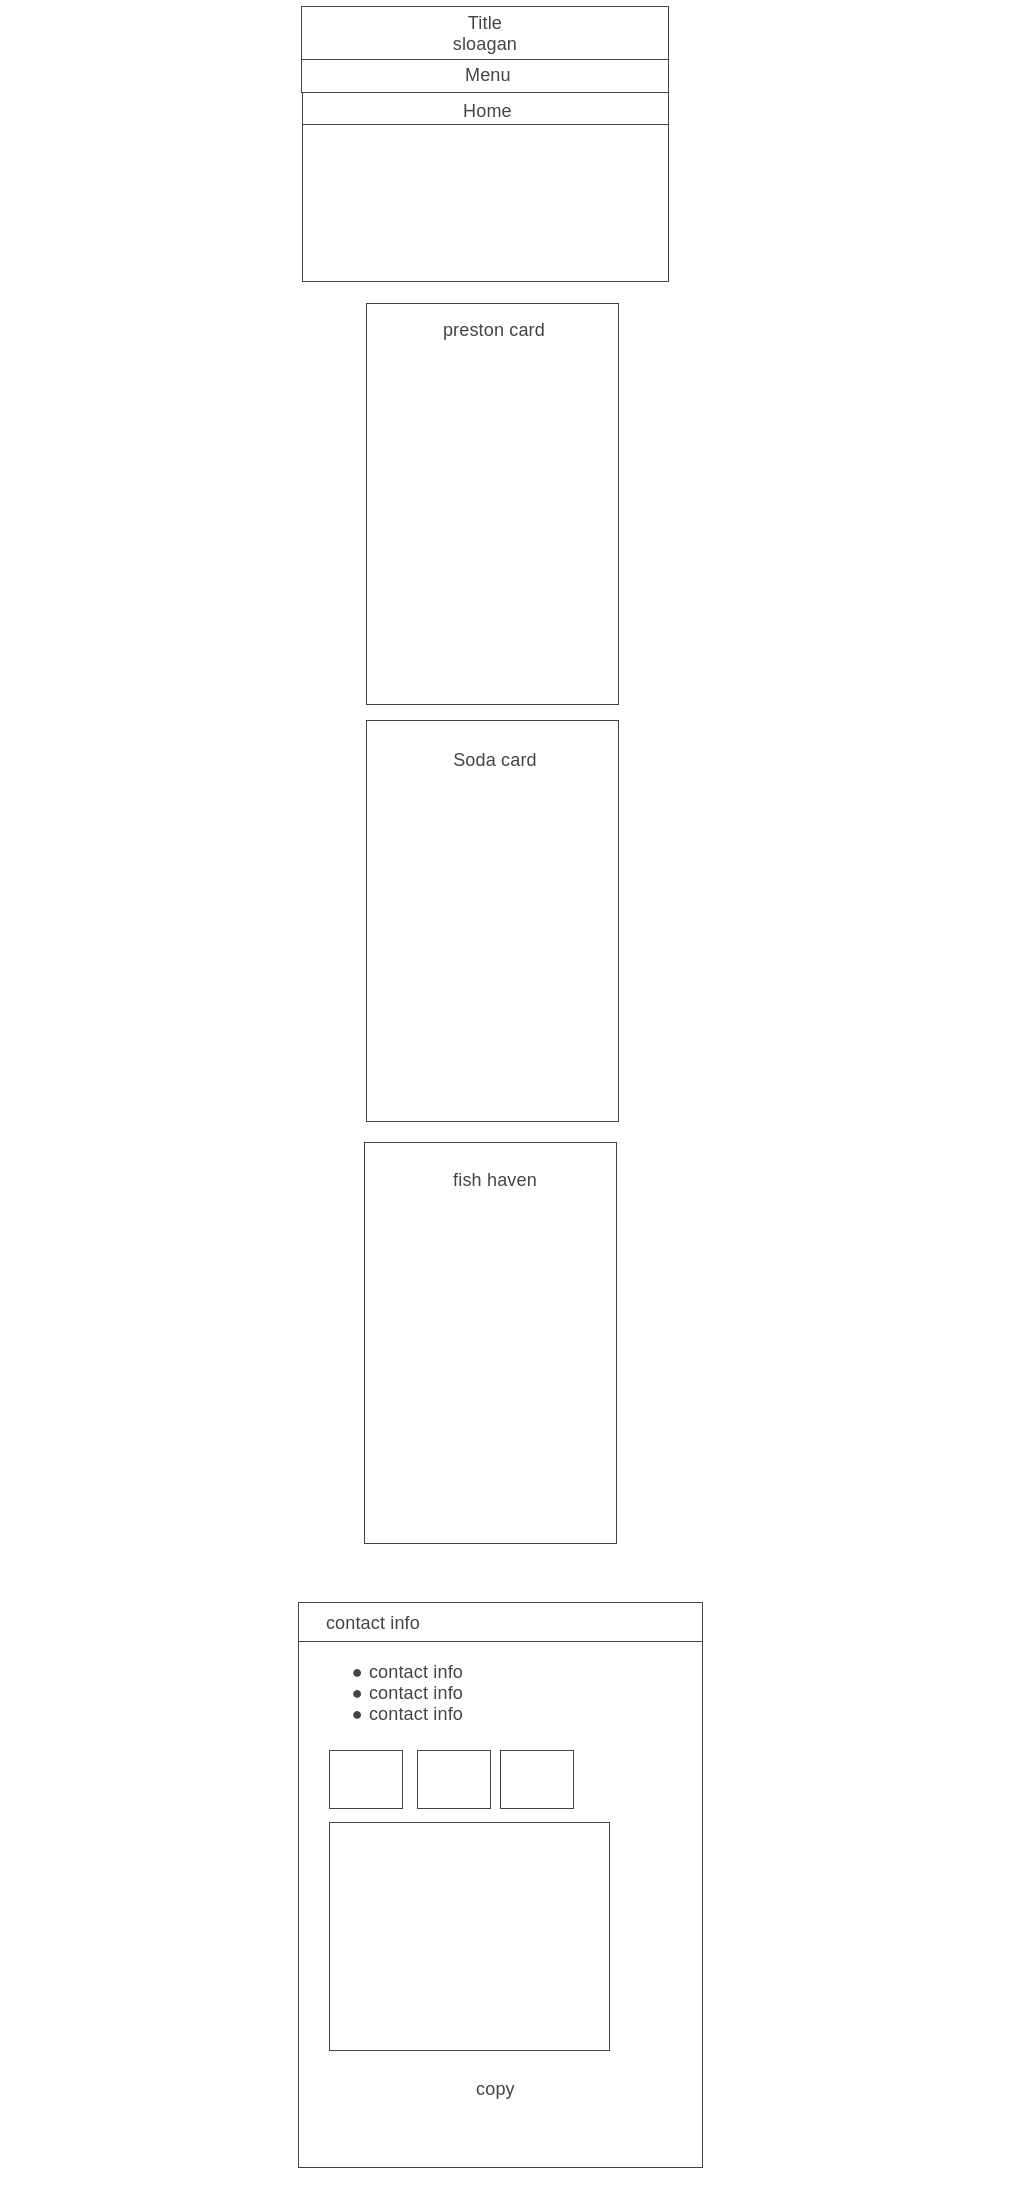 Title
sloagan
Menu
Home
preston card
Soda card
fish haven
contact info
● contact info
● contact info
● contact info
copy